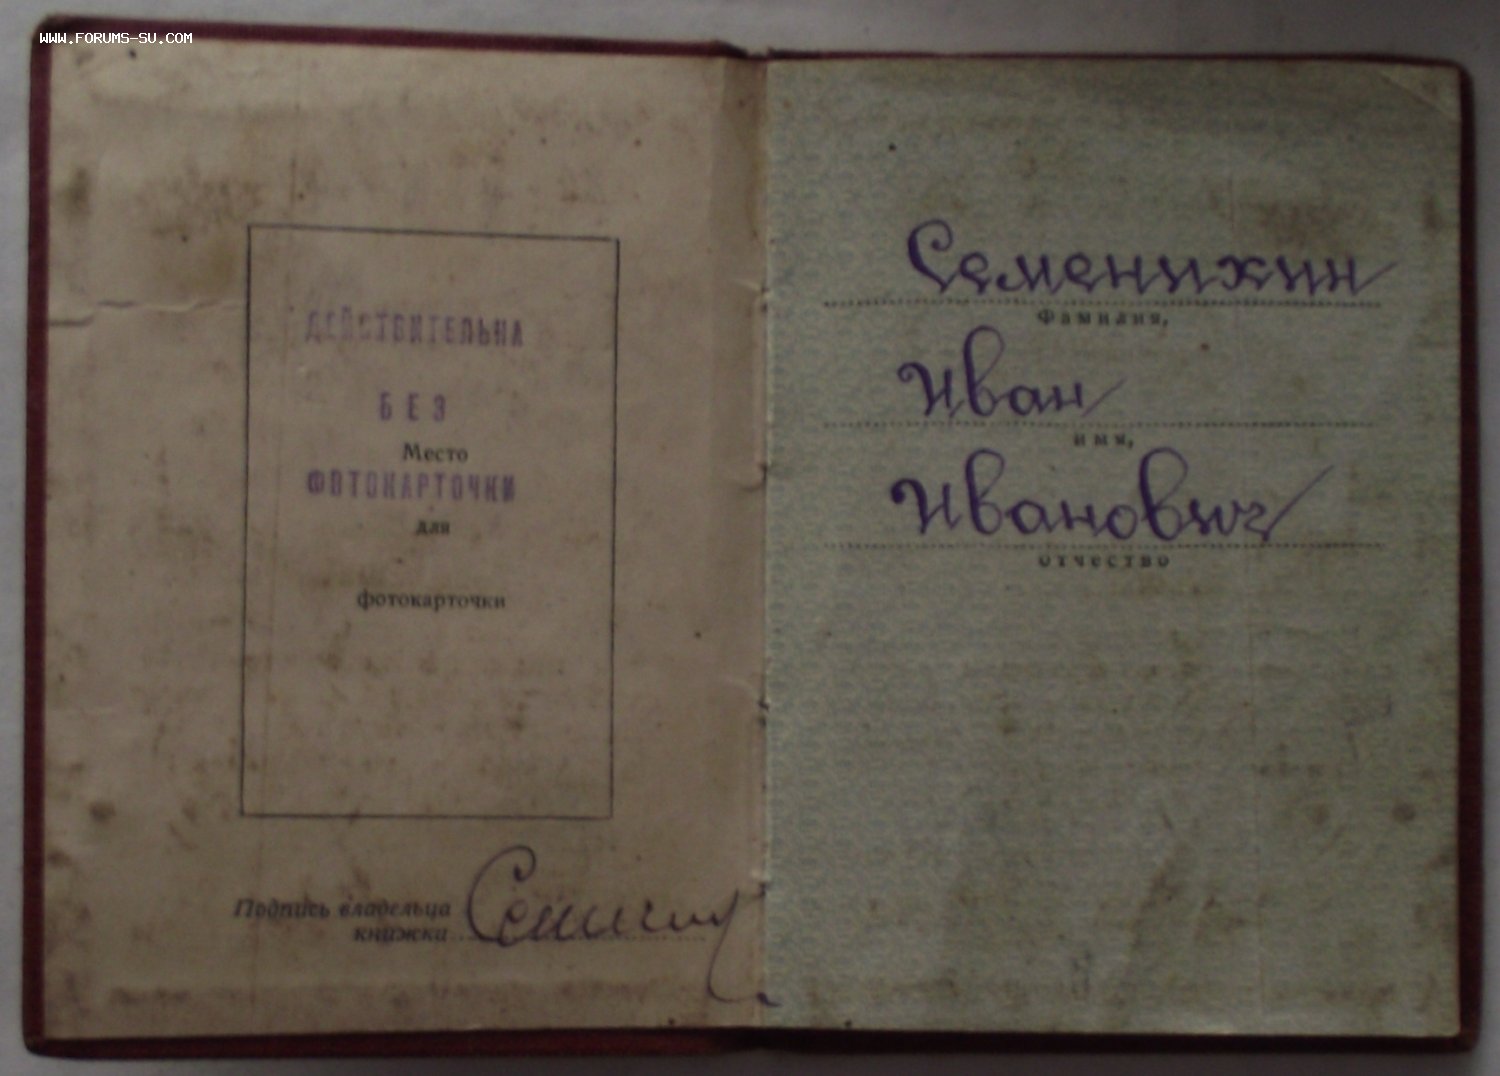 WWW.FORUMS-SU.COM
ДЕЙСТВИТЕЛЬНА
БЕЗ
Место
ФОТОКАРТОЧКИ
для
фотокарточки
Подпись владельца
книжки
Семенихин
Фамилия,
Иван
имя,
Иванович
отчество